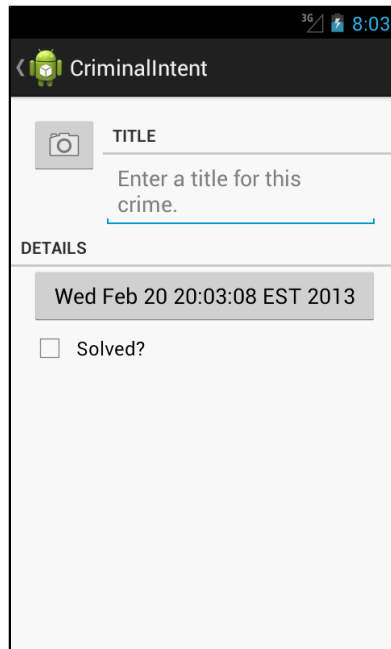 3G 8:03
CriminalIntent
TITLE
Enter a title for this
crime.
DETAILS
Wed Feb 20 20:03:08 EST 2013
Solved?